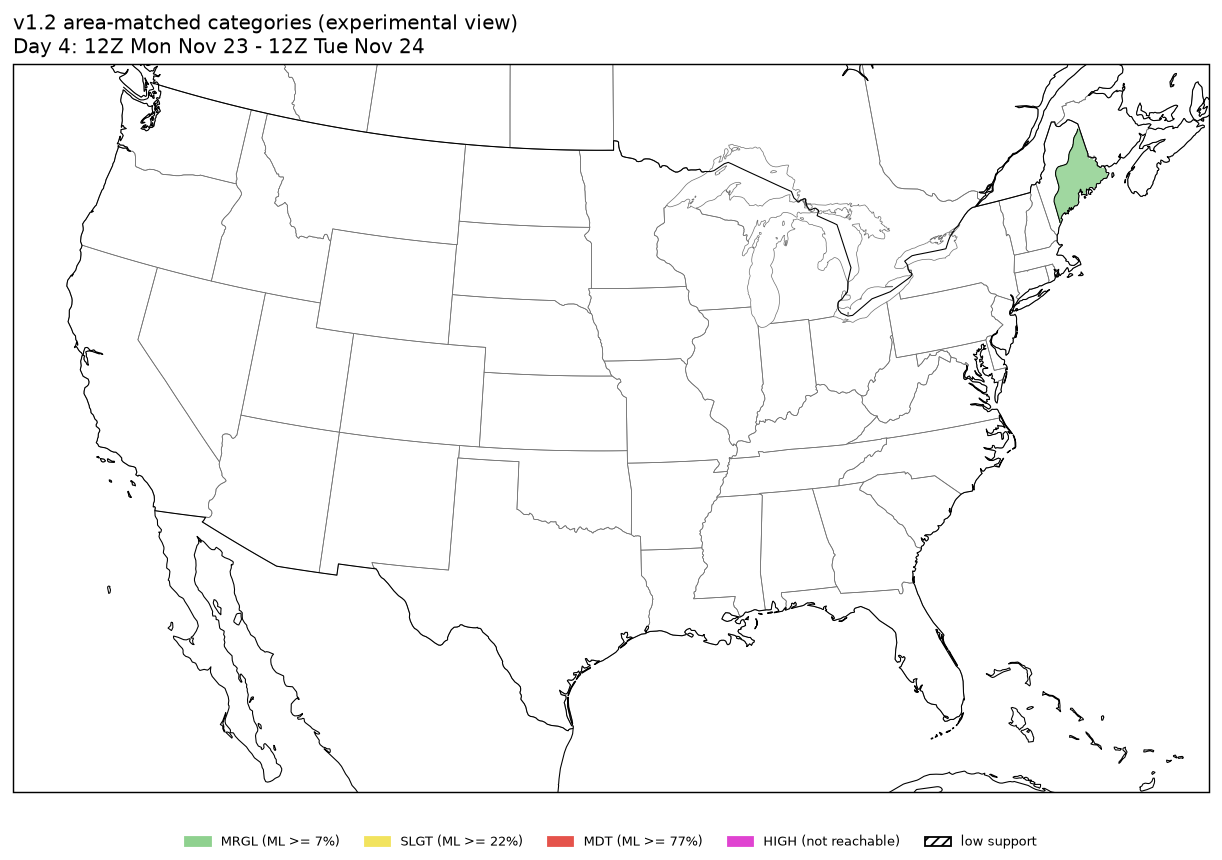 v1.2 area-matched categories (experimental view)
Day 4: 12Z Mon Nov 23 - 12Z Tue Nov 24
MRGL (ML >= 7%) SLGT (ML >= 22%) MDT (ML >= 77%) HIGH (not reachable) low support